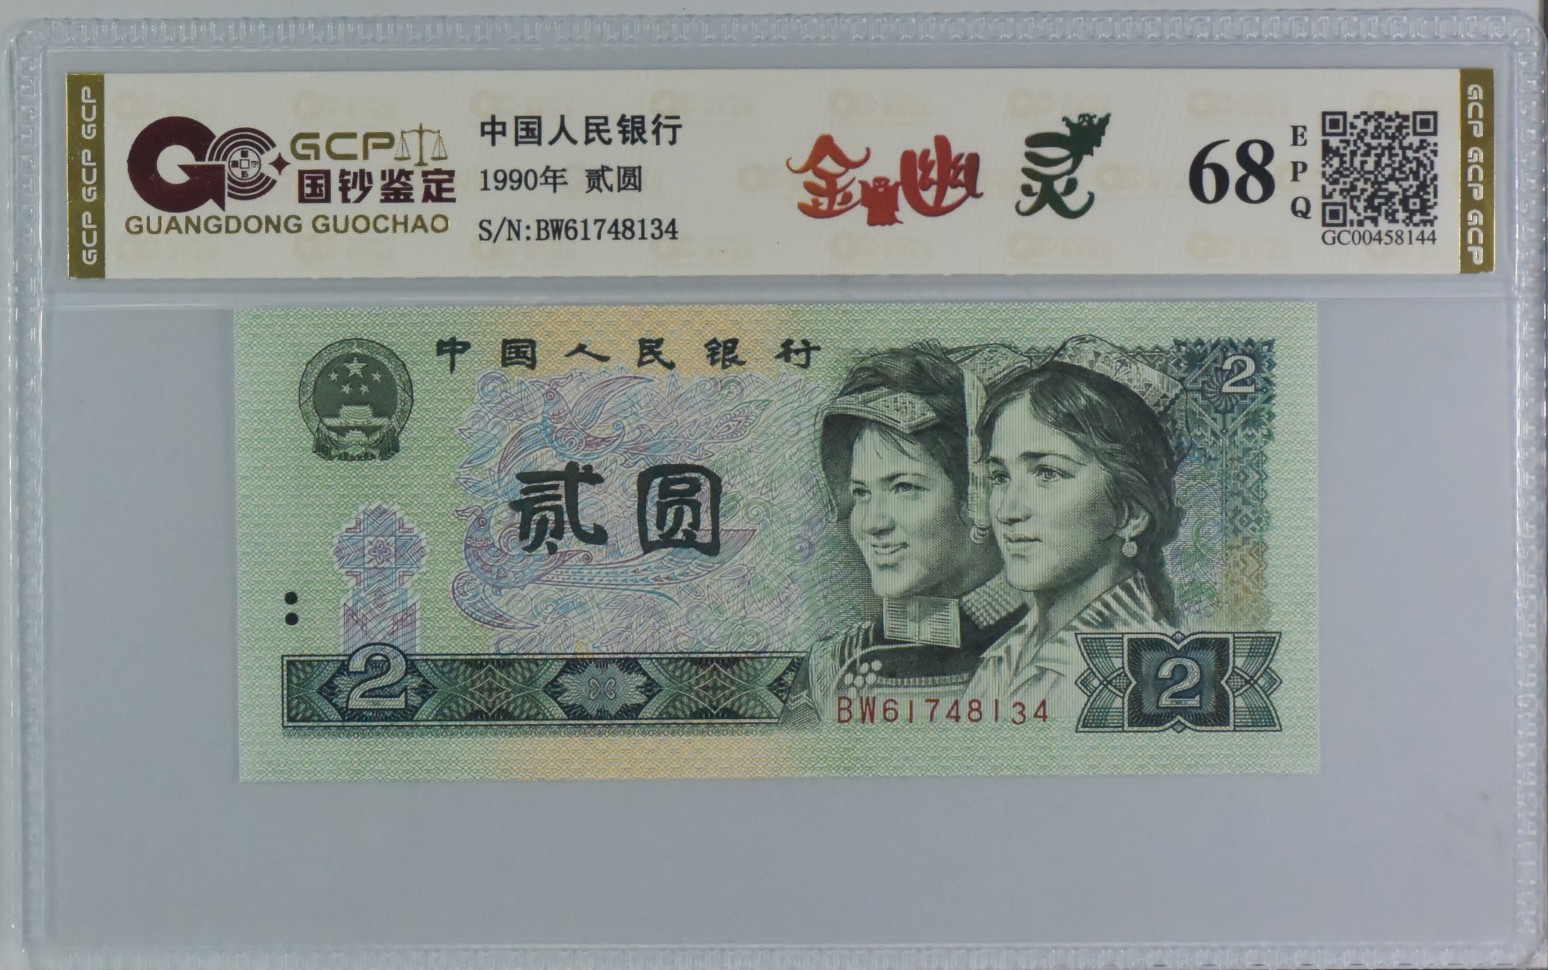 GCP GCP GCP
GCP
国钞鉴定
GUANGDONG GUOCHAO
中国人民银行
1990年 贰圆
S/N:BW61748134
金幽灵
68
EPQ
GC00458144
GCP GCP GCP
中国人民银行
2
贰圆
2
BW61748134
2